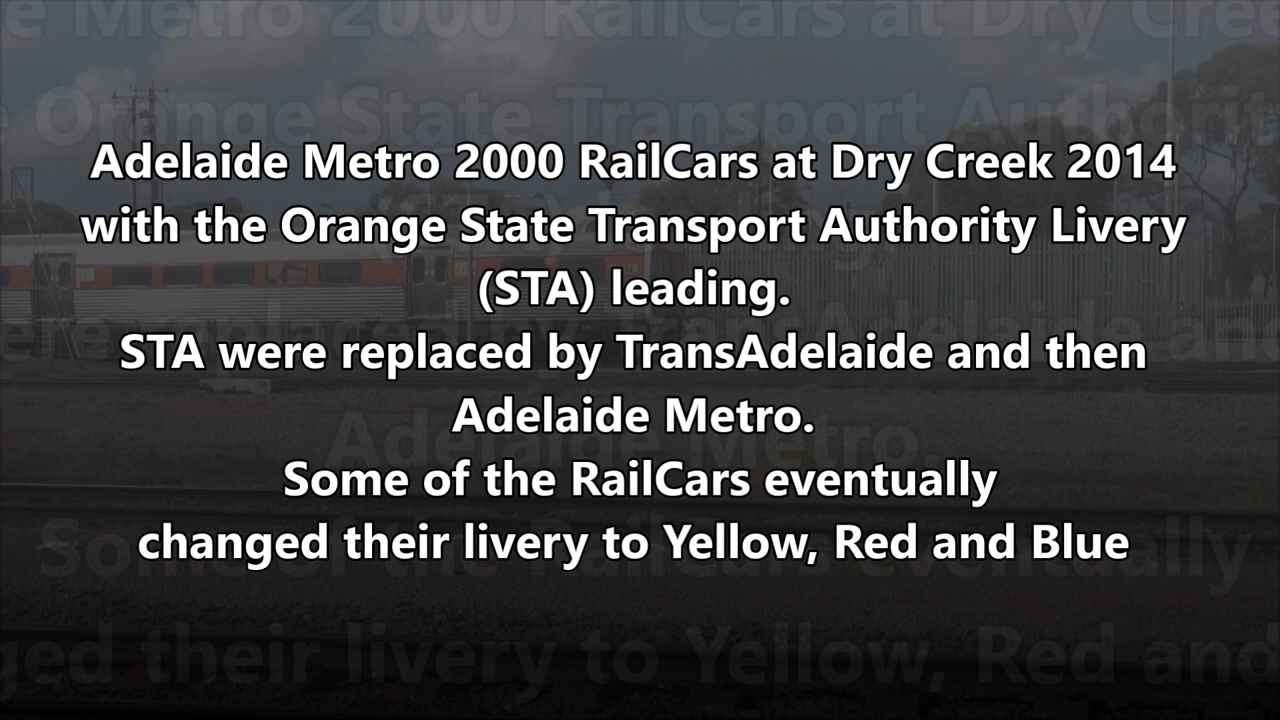 Adelaide Metro 2000 RailCars at Dry Creek 2014
with the Orange State Transport Authority Livery
(STA) leading.
STA were replaced by TransAdelaide and then
Adelaide Metro.
Some of the RailCars eventually
changed their livery to Yellow, Red and Blue